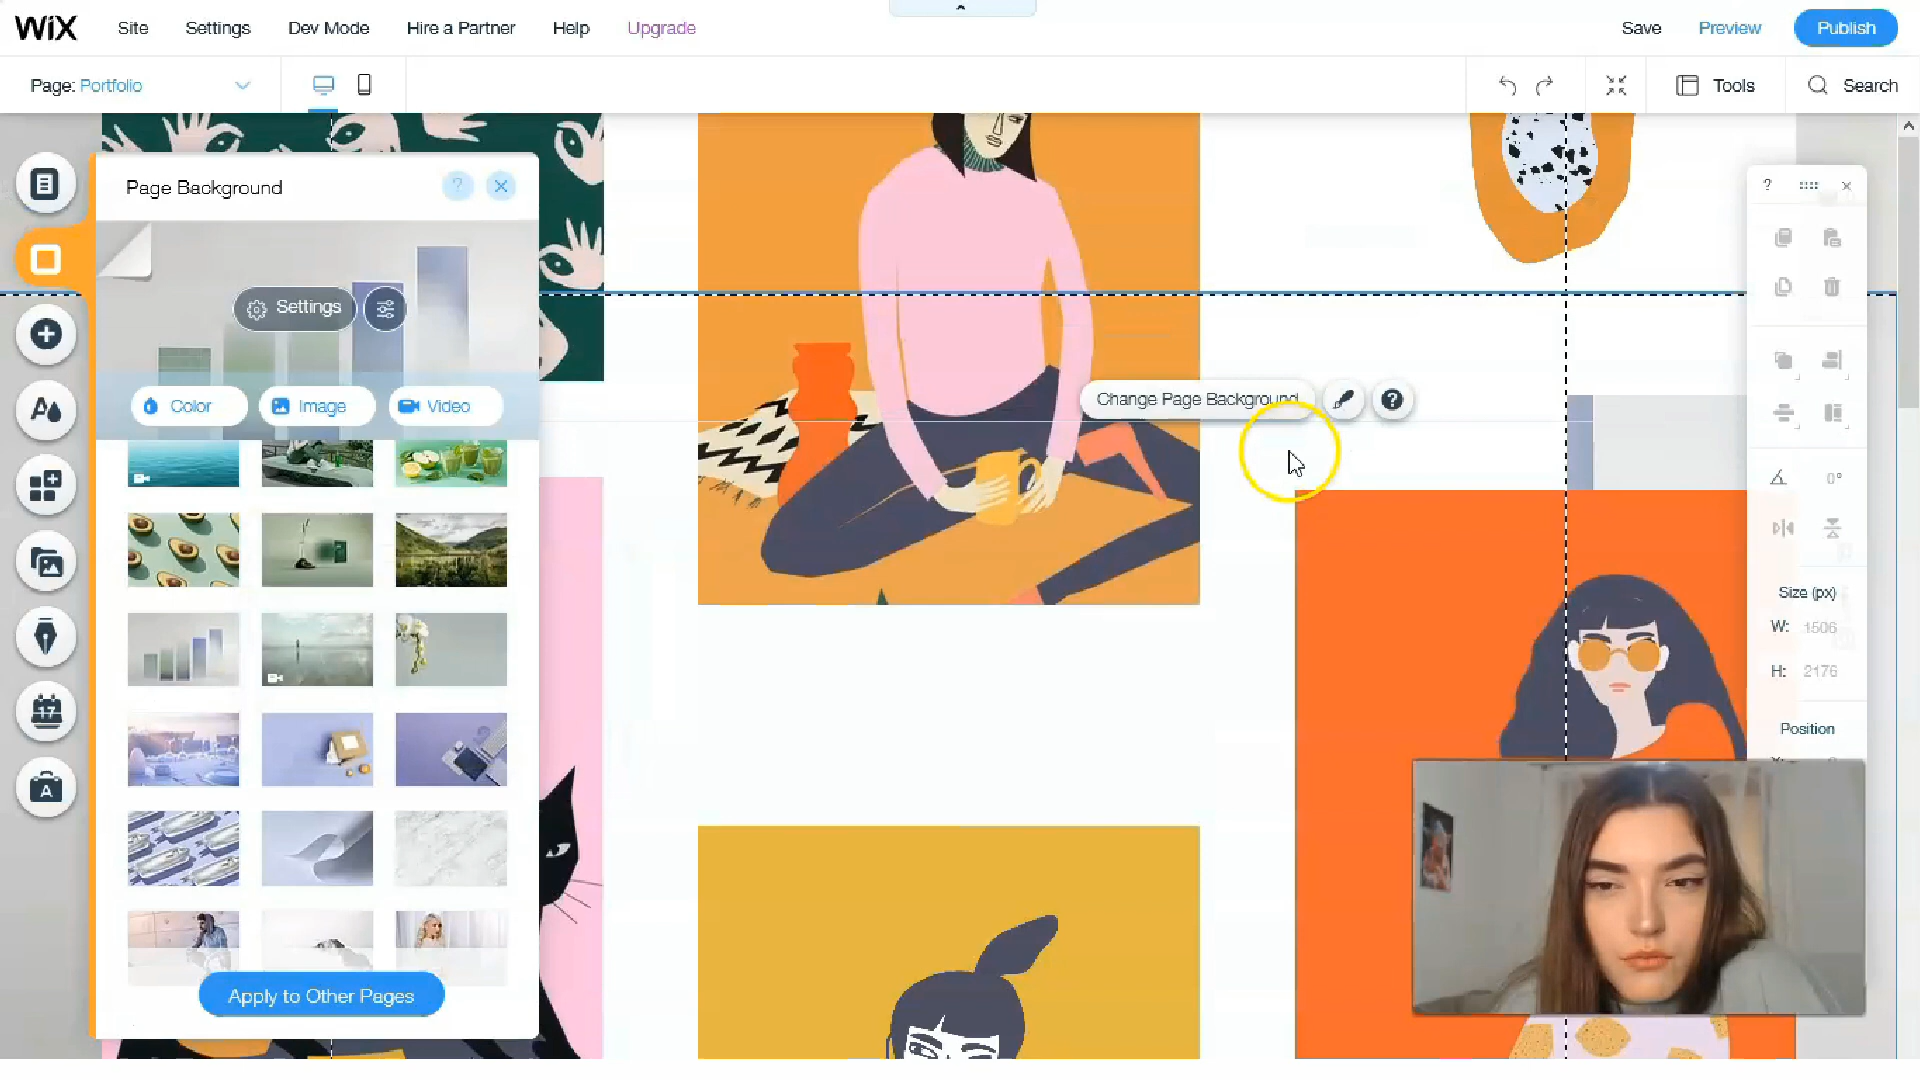 WiX
Site
Settings
Dev Mode
Hire a Partner
Help
Upgrade
Save
Preview
Publish
Page: Portfolio
Tools
Search
Page Background
?
Settings
Color
Image
Video
Apply to Other Pages
Change Page Background
?
?
0°
Size (px)
W: 1506
H: 2176
Position
17
A